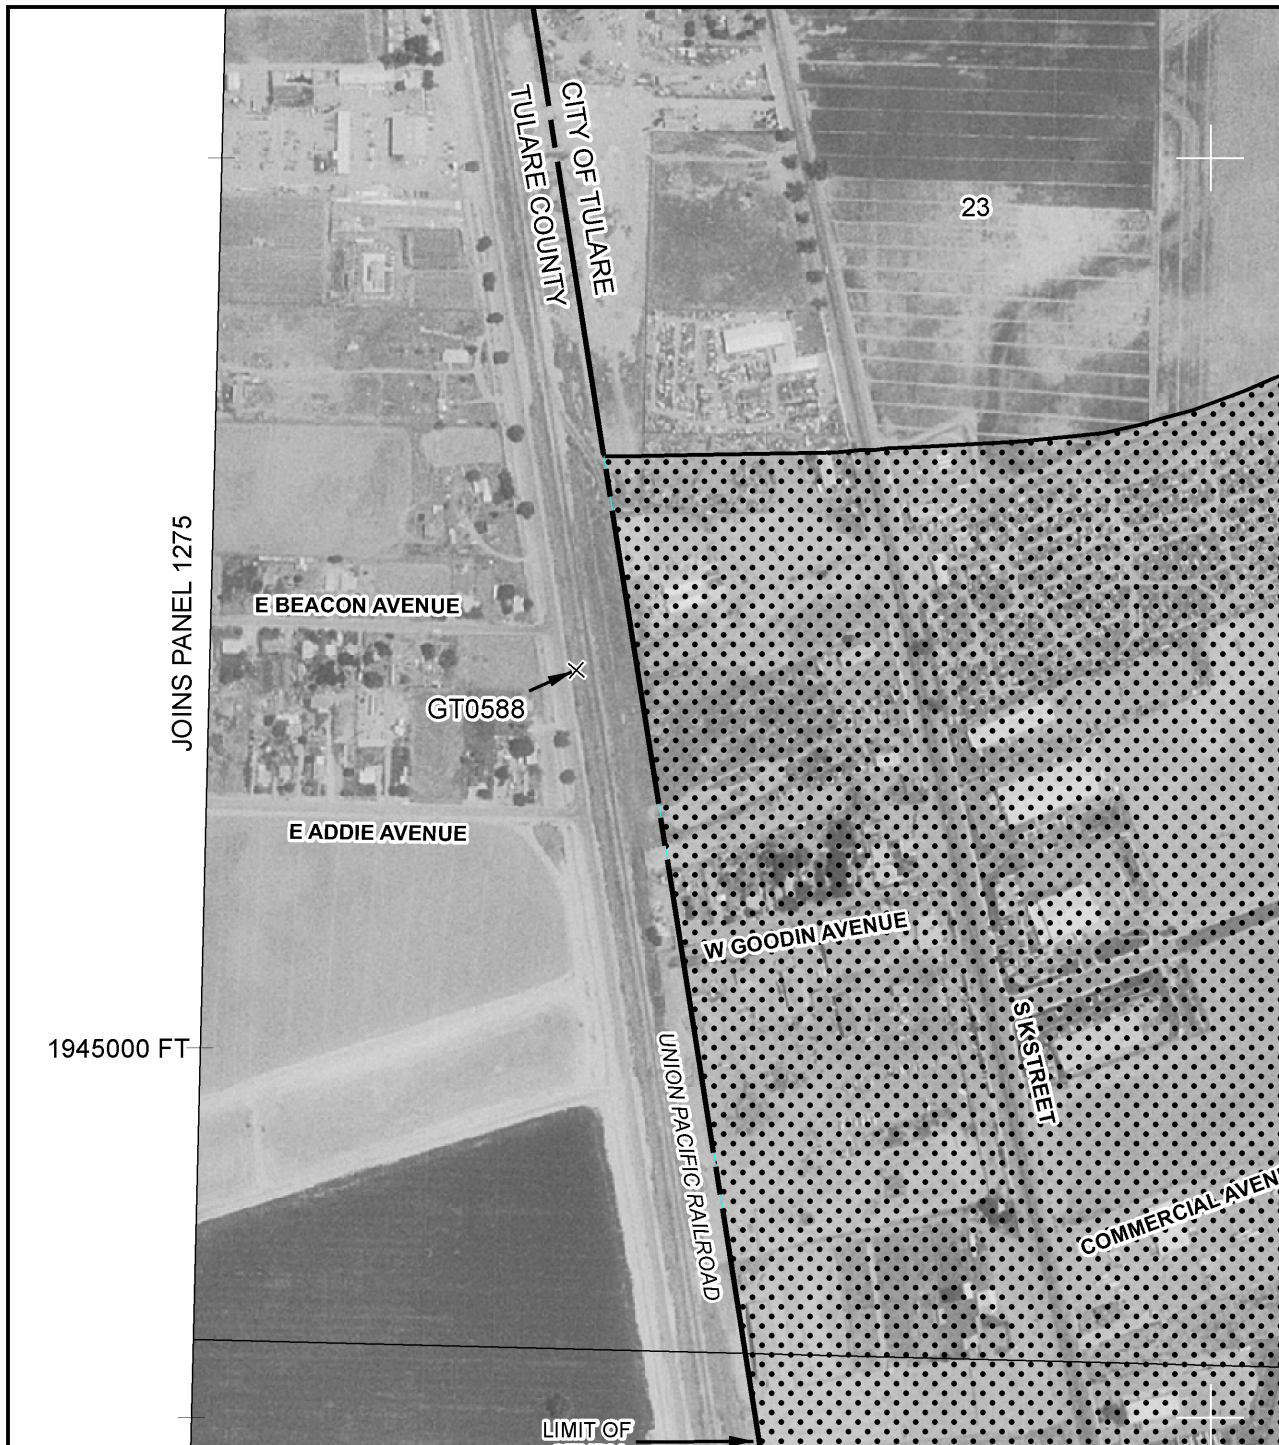 CITY OF TULARE
TULARE COUNTY
23
JOINS PANEL 1275
E BEACON AVENUE
GT0588
E ADDIE AVENUE
W GOODIN AVENUE
S K STREET
1945000 FT
UNION PACIFIC RAILROAD
COMMERCIAL
LIMIT OF